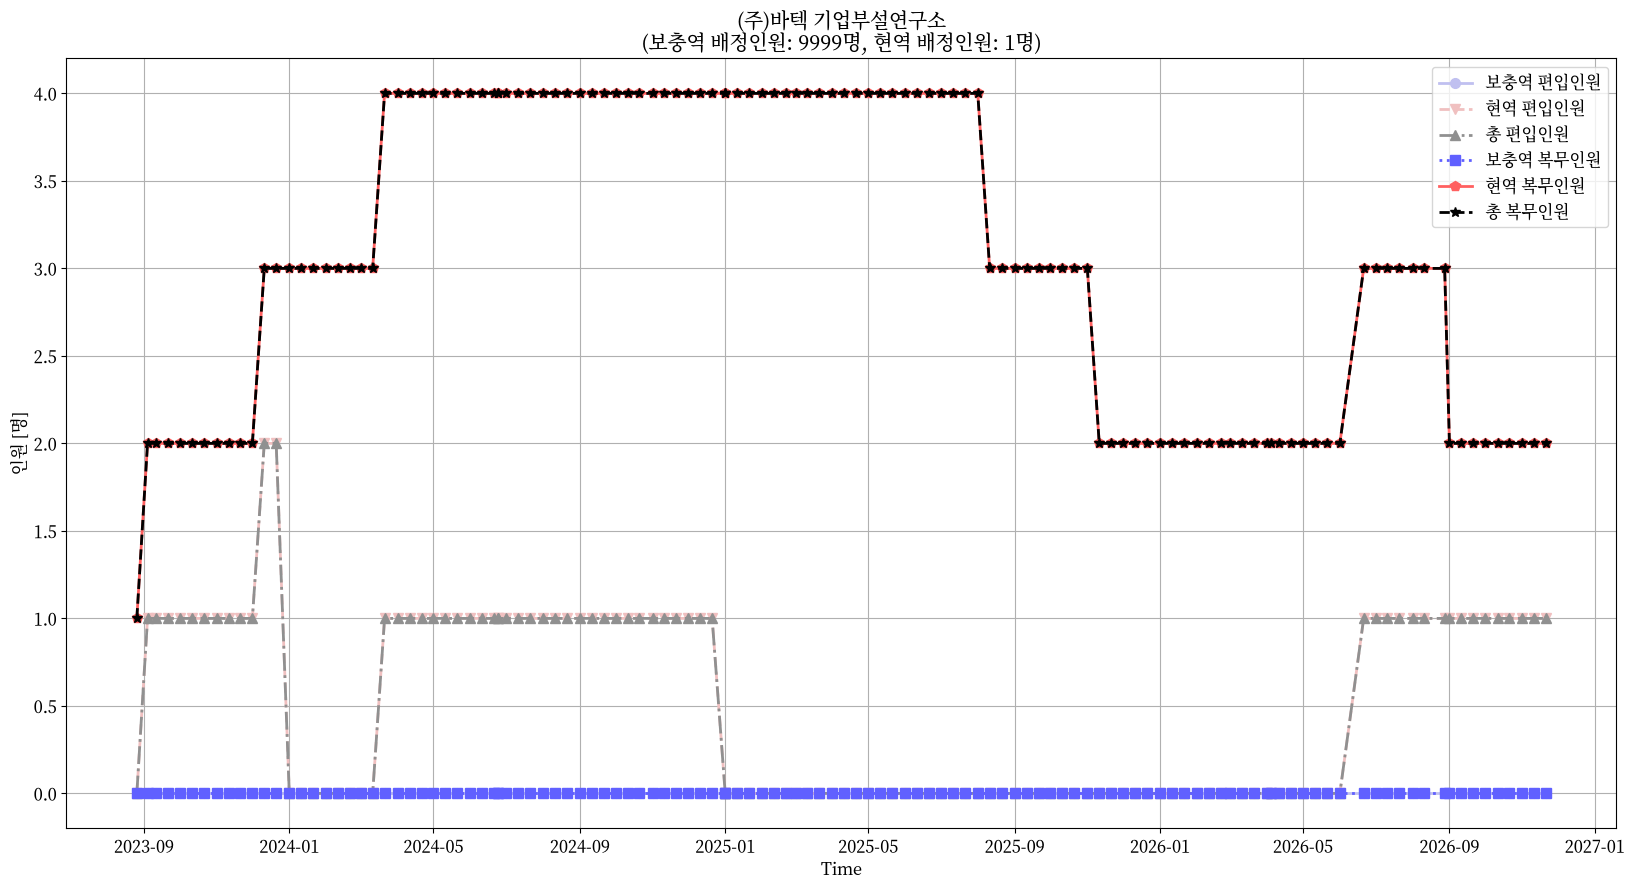 (주)바텍 기업부설연구소
(보충역 배정인원: 9999명, 현역 배정인원: 1명)
보충역 편입인원
현역 편입인원
총 편입인원
보충역 복무인원
현역 복무인원
총 복무인원
인원 [명]
4.0
3.5
3.0
2.5
2.0
1.5
1.0
0.5
0.0
2023-09 2024-01 2024-05 2024-09 2025-01 2025-05 2025-09 2026-01 2026-05 2026-09 2027-01
Time